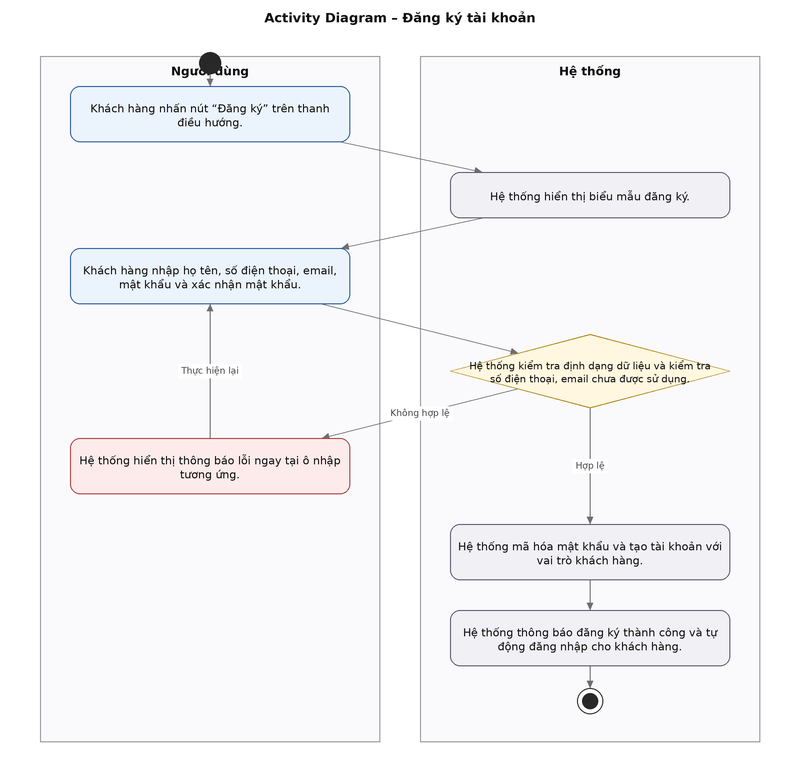 Activity Diagram – Đăng ký tài khoản
Người dùng
Hệ thống
Khách hàng nhấn nút “Đăng ký” trên thanh
điều hướng.
Hệ thống hiển thị biểu mẫu đăng ký.
Khách hàng nhập họ tên, số điện thoại, email,
mật khẩu và xác nhận mật khẩu.
Hệ thống kiểm tra định dạng dữ liệu và kiểm tra
số điện thoại, email chưa được sử dụng.
Thực hiện lại
Không hợp lệ
Hệ thống hiển thị thông báo lỗi ngay tại ô nhập
tương ứng.
Hợp lệ
Hệ thống mã hóa mật khẩu và tạo tài khoản với
vai trò khách hàng.
Hệ thống thông báo đăng ký thành công và tự
động đăng nhập cho khách hàng.